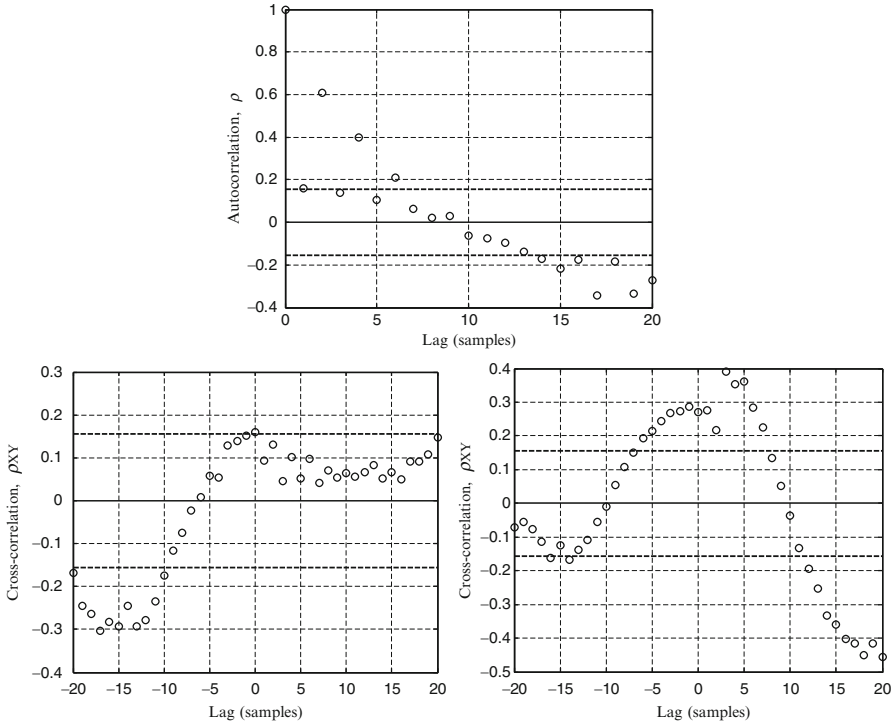 1
0.8
0.6
0.4
0.2
0
−0.2
−0.4
Autocorrelation, ρ
0 5 10 15 20
Lag (samples)
0.3
0.2
0.1
0
−0.1
−0.2
−0.3
−0.4
Cross-correlation, ρXY
−20 −15 −10 −5 0 5 10 15 20
Lag (samples)
0.4
0.3
0.2
0.1
0
−0.1
−0.2
−0.3
−0.4
−0.5
Cross-correlation, ρXY
−20 −15 −10 −5 0 5 10 15 20
Lag (samples)